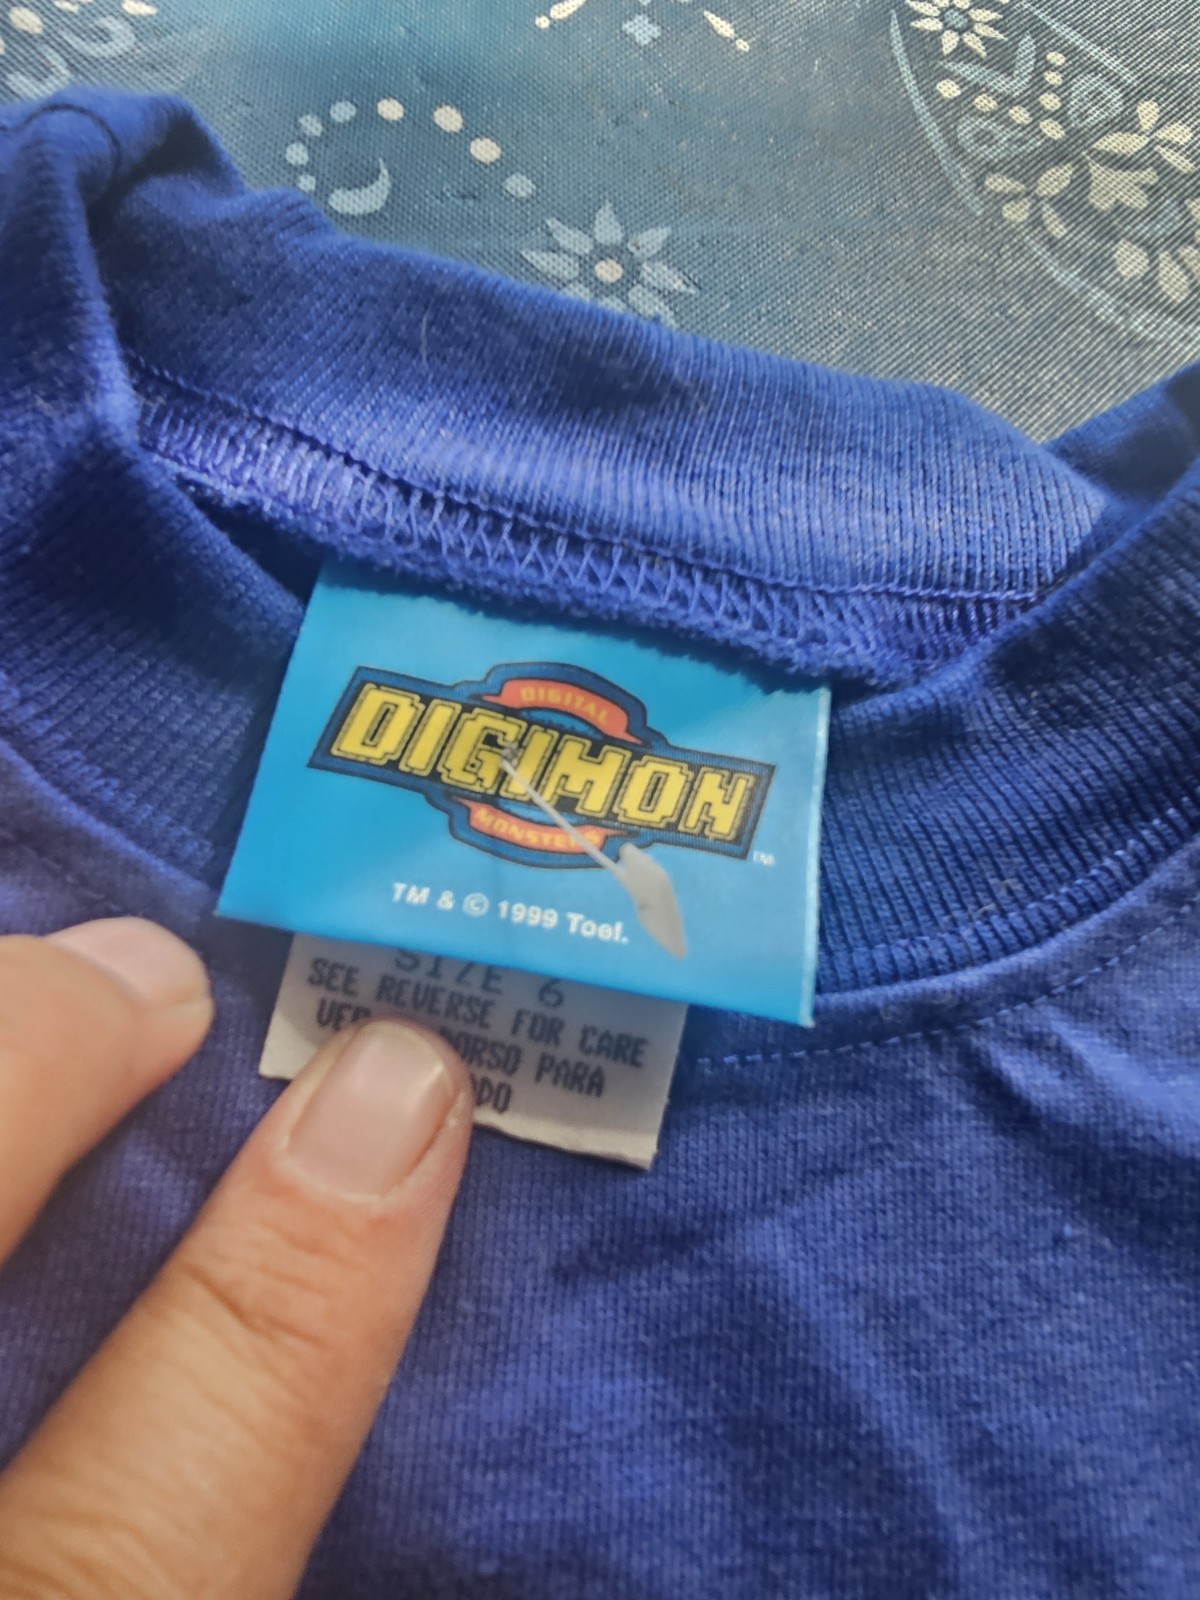 DIGITAL
DIGIMON
MONSTERS
TM
TM & © 1999 Toei.
SIZE 6
SEE REVERSE FOR CARE
PARA